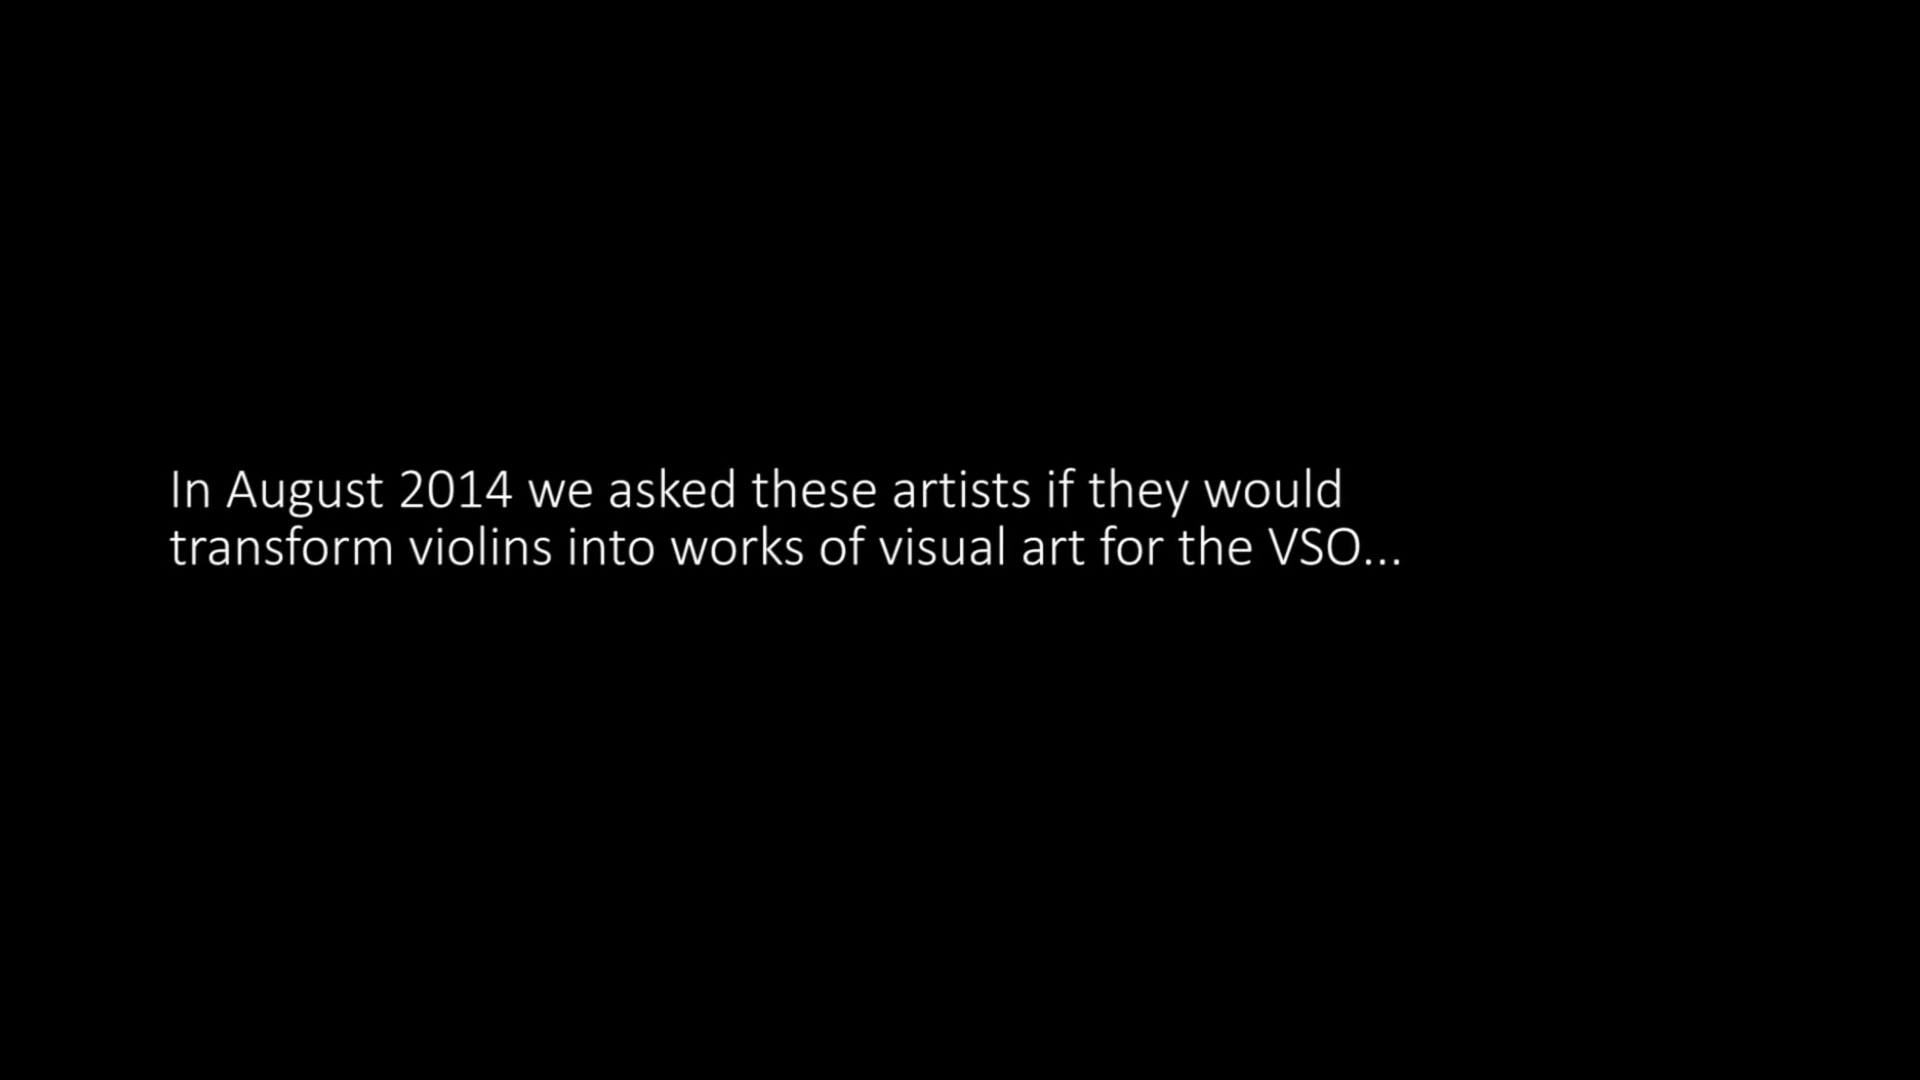 In August 2014 we asked these artists if they would
transform violins into works of visual art for the VSO...